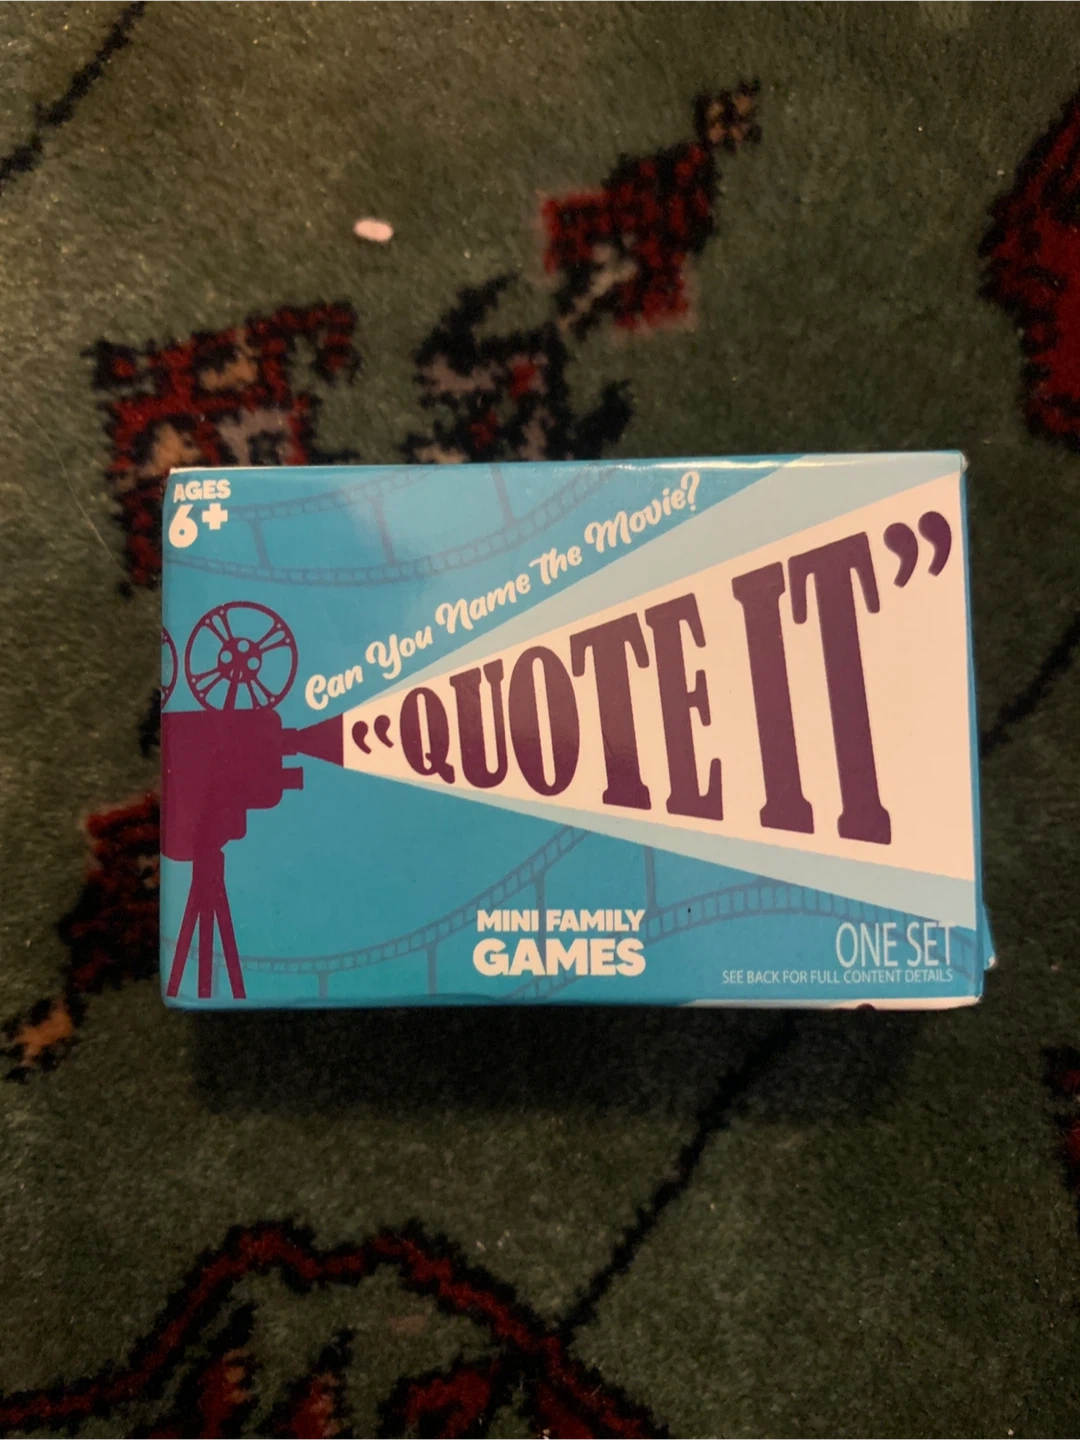 AGES
6+
Can You Name the Movie?
“QUOTE IT”
MINI FAMILY
GAMES
ONE SET
SEE BACK FOR FULL CONTENT DETAILS